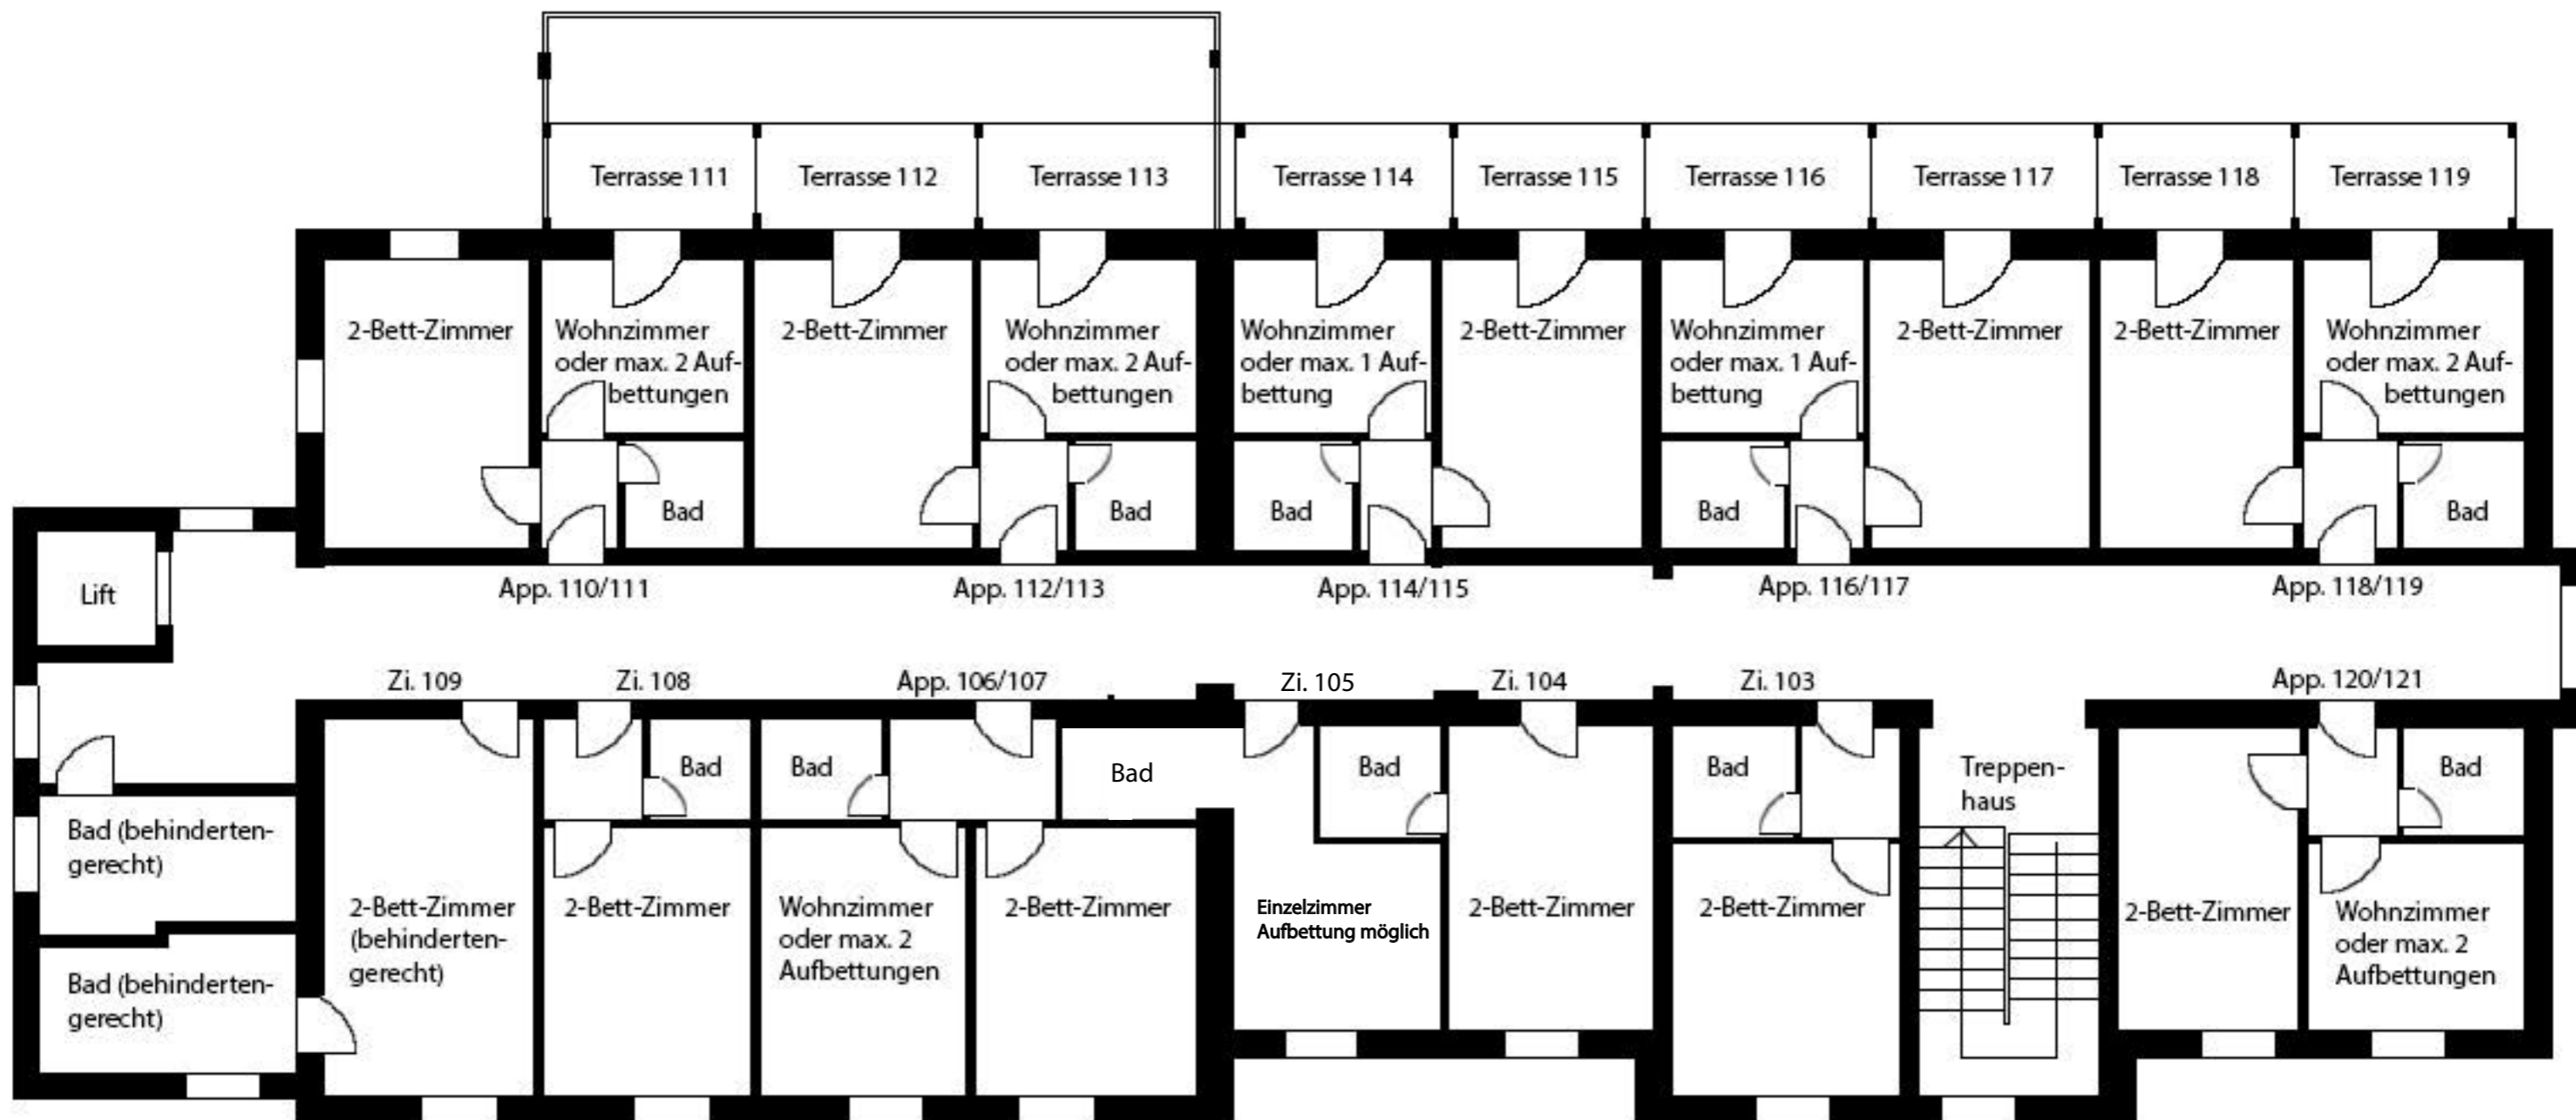 Terrasse 111
Terrasse 112
Terrasse 113
Terrasse 114
Terrasse 115
Terrasse 116
Terrasse 117
Terrasse 118
Terrasse 119
2-Bett-Zimmer
Wohnzimmer
oder max. 2 Auf-
bettungen
2-Bett-Zimmer
Wohnzimmer
oder max. 2 Auf-
bettungen
Wohnzimmer
oder max. 1 Auf-
bettung
2-Bett-Zimmer
Wohnzimmer
oder max. 1 Auf-
bettung
2-Bett-Zimmer
2-Bett-Zimmer
Wohnzimmer
oder max. 2 Auf-
bettungen
Bad
Bad
Bad
Bad
Bad
Lift
App. 110/111
App. 112/113
App. 114/115
App. 116/117
App. 118/119
Zi. 109
Zi. 108
App. 106/107
Zi. 105
Zi. 104
Zi. 103
App. 120/121
Bad
Bad
Bad
Bad
Bad
Treppen-
haus
Bad
Bad (behinderten-
gerecht)
Bad (behinderten-
gerecht)
2-Bett-Zimmer
(behinderten-
gerecht)
2-Bett-Zimmer
Wohnzimmer
oder max. 2
Aufbettungen
2-Bett-Zimmer
Einzelzimmer
Aufbettung möglich
2-Bett-Zimmer
2-Bett-Zimmer
2-Bett-Zimmer
Wohnzimmer
oder max. 2
Aufbettungen